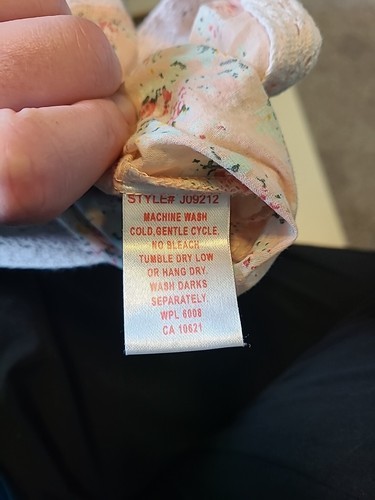 STYLE# J09212
MACHINE WASH
COLD,GENTLE CYCLE.
NO BLEACH
TUMBLE DRY LOW
OR HANG DRY.
WASH DARKS
SEPARATELY.
WPL 6008
CA 10621